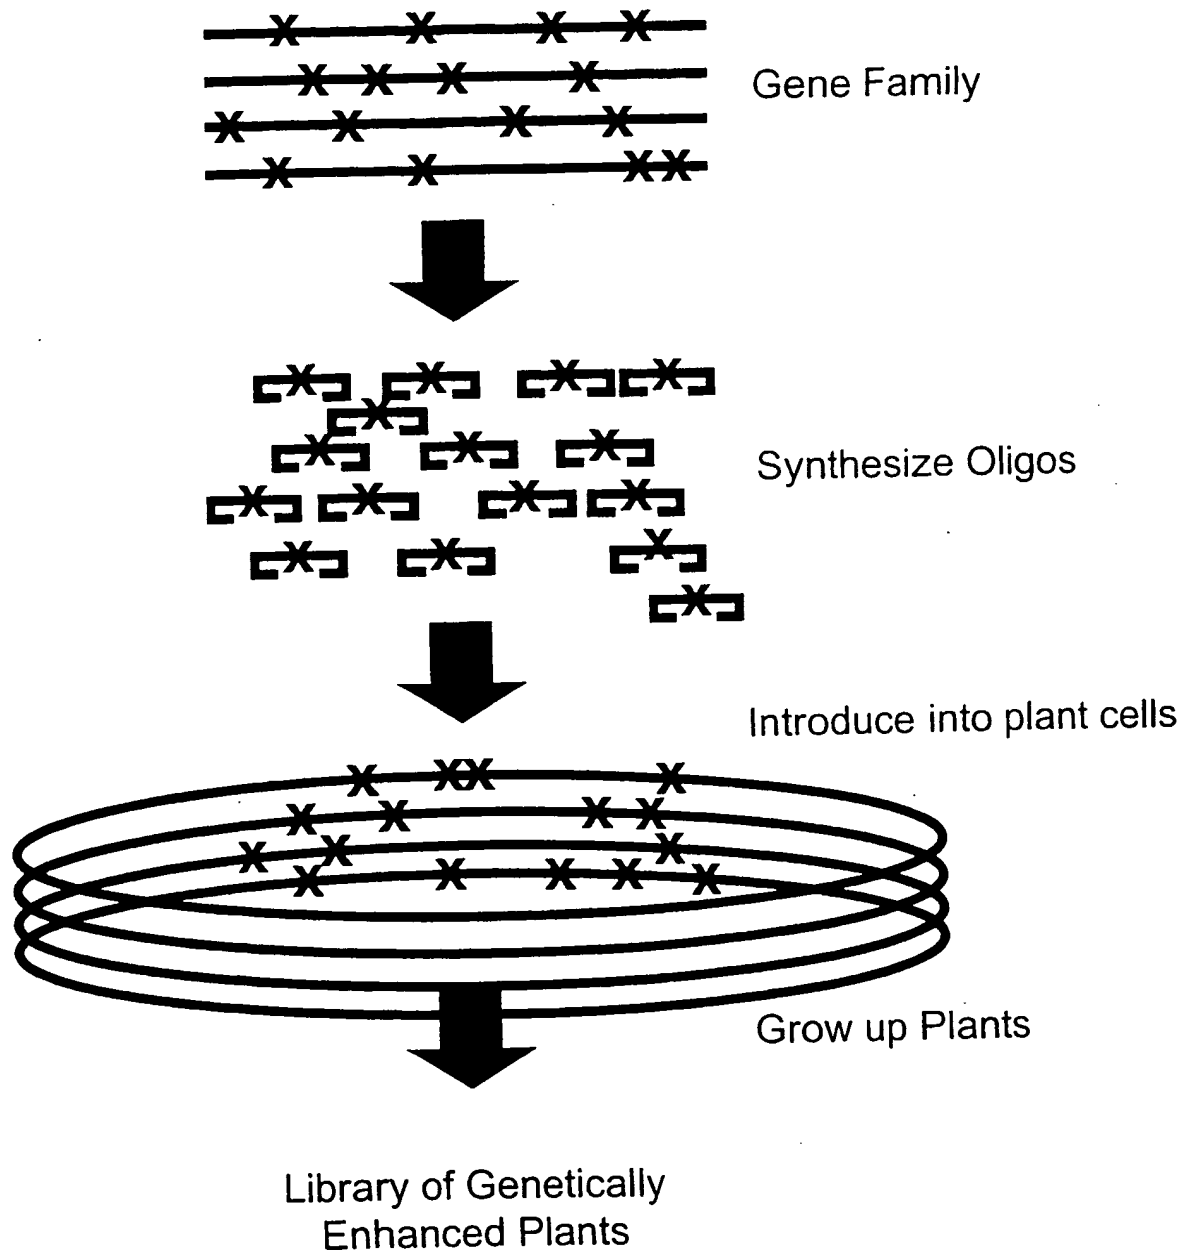 Gene Family
Synthesize Oligos
Introduce into plant cells
Grow up Plants
Library of Genetically
Enhanced Plants